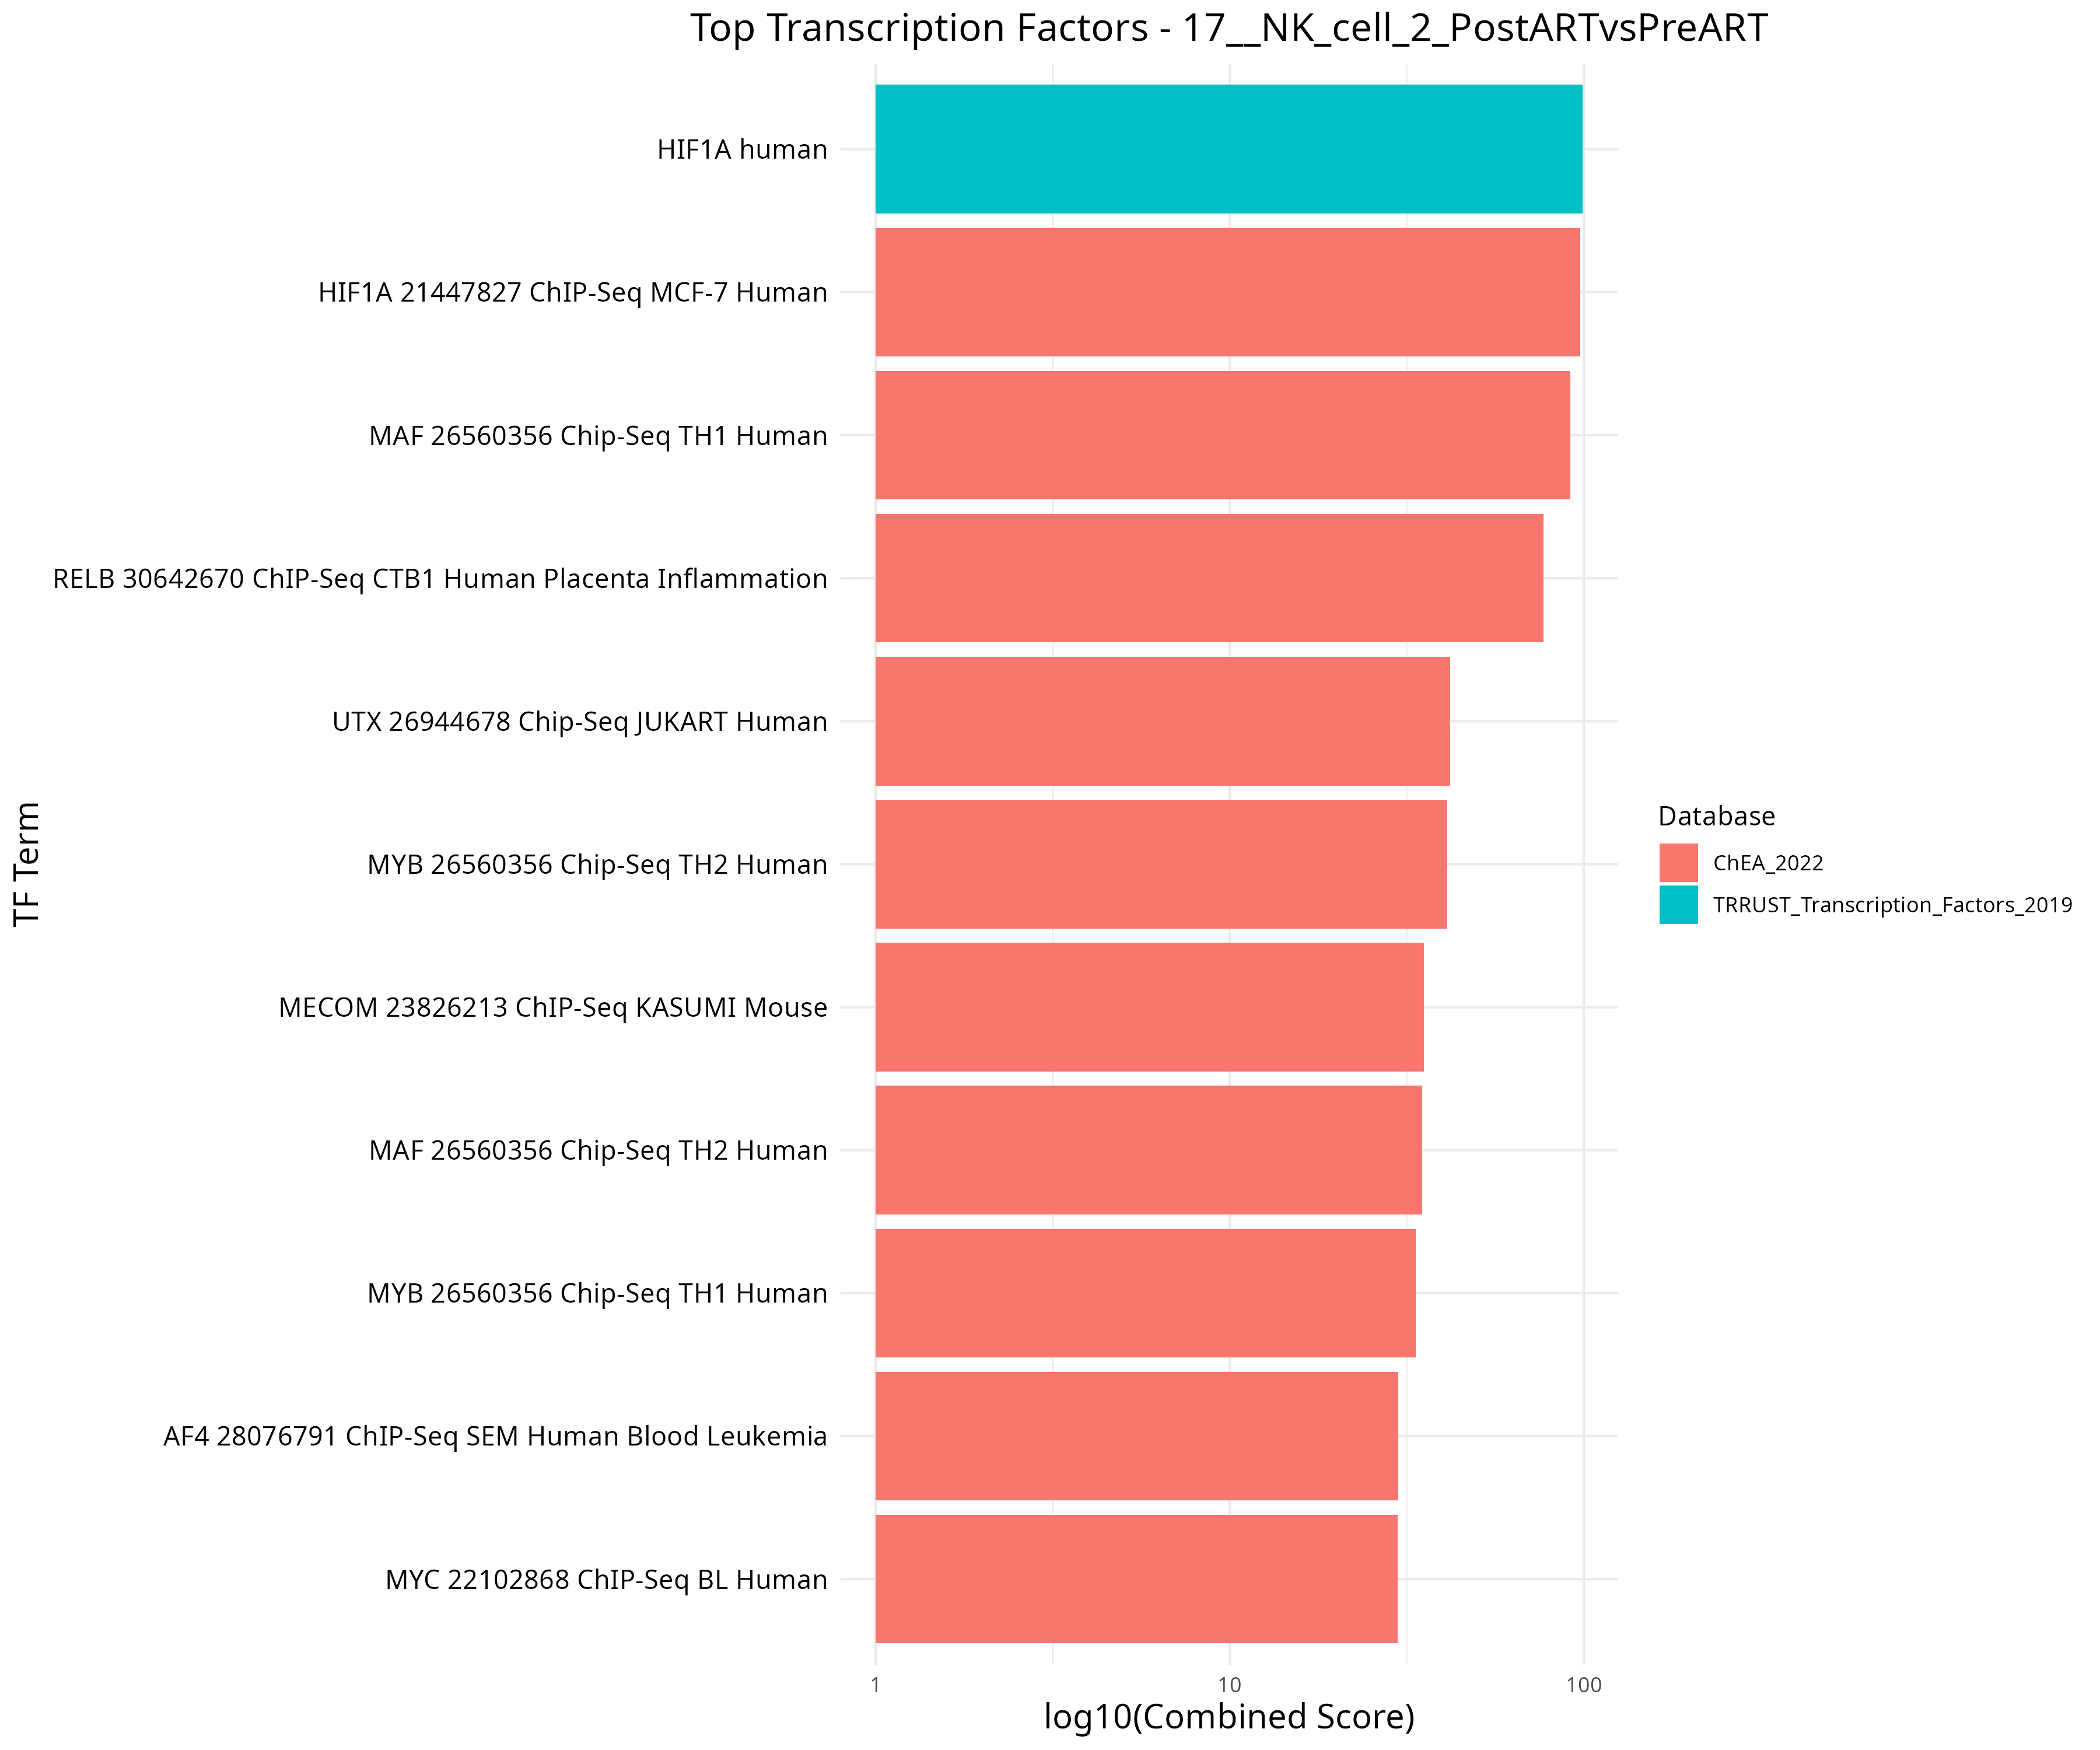 Top Transcription Factors - 17__NK_cell_2_PostARTvsPreART
TF Term
HIF1A human
HIF1A 21447827 ChIP-Seq MCF-7 Human
MAF 26560356 Chip-Seq TH1 Human
RELB 30642670 ChIP-Seq CTB1 Human Placenta Inflammation
UTX 26944678 Chip-Seq JUKART Human
MYB 26560356 Chip-Seq TH2 Human
MECOM 23826213 ChIP-Seq KASUMI Mouse
MAF 26560356 Chip-Seq TH2 Human
MYB 26560356 Chip-Seq TH1 Human
AF4 28076791 ChIP-Seq SEM Human Blood Leukemia
MYC 22102868 ChIP-Seq BL Human
1 10 100
log10(Combined Score)
Database
ChEA_2022
TRRUST_Transcription_Factors_2019